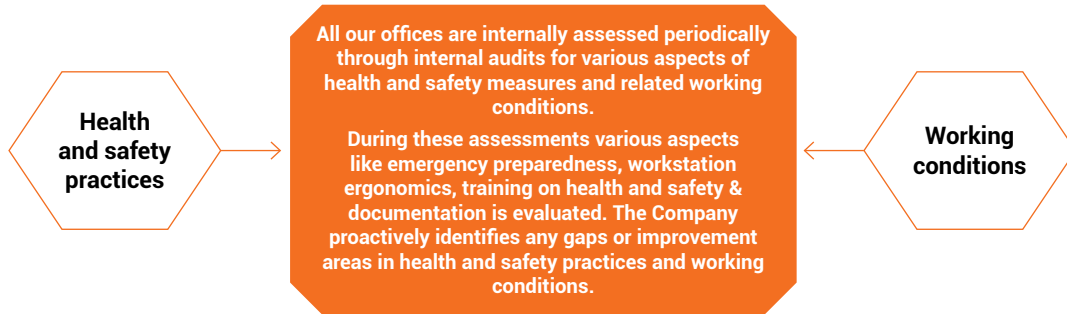 Health
and safety
practices
All our offices are internally assessed periodically
through internal audits for various aspects of
health and safety measures and related working
conditions.
During these assessments various aspects
like emergency preparedness, workstation
ergonomics, training on health and safety &
documentation is evaluated. The Company
proactively identifies any gaps or improvement
areas in health and safety practices and working
conditions.
Working
conditions